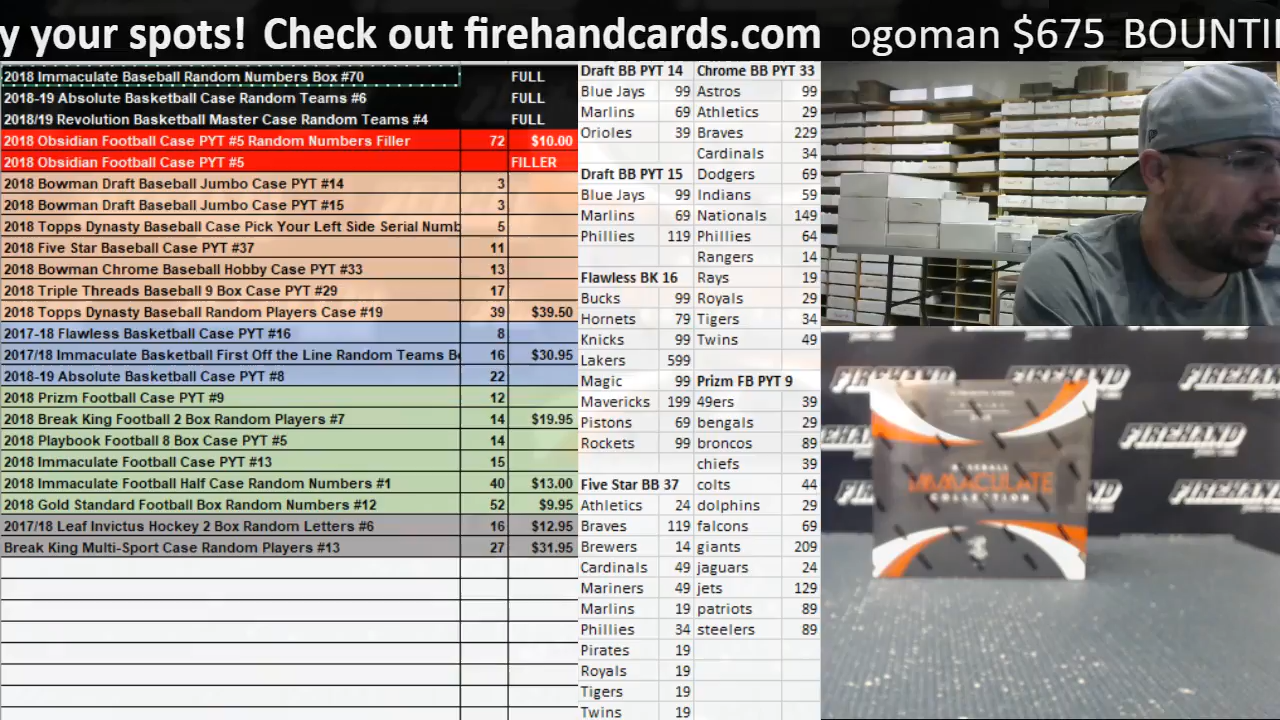 y your spots! Check out firehandcards.com
ogoman $675 BOUNTI
2018 Immaculate Baseball Random Numbers Box #70 FULL
2018-19 Absolute Basketball Case Random Teams #6 FULL
2018/19 Revolution Basketball Master Case Random Teams #4 FULL
2018 Obsidian Football Case PYT #5 Random Numbers Filler 72 $10.00
2018 Obsidian Football Case PYT #5 FILLER
2018 Bowman Draft Baseball Jumbo Case PYT #14 3
2018 Bowman Draft Baseball Jumbo Case PYT #15 3
2018 Topps Dynasty Baseball Case Pick Your Left Side Serial Numb 5
2018 Five Star Baseball Case PYT #37 11
2018 Bowman Chrome Baseball Hobby Case PYT #33 13
2018 Triple Threads Baseball 9 Box Case PYT #29 17
2018 Topps Dynasty Baseball Random Players Case #19 39 $39.50
2017-18 Flawless Basketball Case PYT #16 8
2017/18 Immaculate Basketball First Off the Line Random Teams Bo 16 $30.95
2018-19 Absolute Basketball Case PYT #8 22
2018 Prizm Football Case PYT #9 12
2018 Break King Football 2 Box Random Players #7 14 $19.95
2018 Playbook Football 8 Box Case PYT #5 14
2018 Immaculate Football Case PYT #13 15
2018 Immaculate Football Half Case Random Numbers #1 40 $13.00
2018 Gold Standard Football Box Random Numbers #12 52 $9.95
2017/18 Leaf Invictus Hockey 2 Box Random Letters #6 16 $12.95
Break King Multi-Sport Case Random Players #13 27 $31.95
Draft BB PYT 14
Blue Jays 99
Marlins 69
Orioles 39
Draft BB PYT 15
Blue Jays 99
Marlins 69
Phillies 119
Flawless BK 16
Bucks 99
Hornets 79
Knicks 99
Lakers 599
Magic 99
Mavericks 199
Pistons 69
Rockets 99
Five Star BB 37
Athletics 24
Braves 119
Brewers 14
Cardinals 49
Mariners 49
Marlins 19
Phillies 34
Pirates 19
Royals 19
Tigers 19
Twins 19
Chrome BB PYT 33
Astros 99
Athletics 29
Braves 229
Cardinals 34
Dodgers 69
Indians 59
Nationals 149
Phillies 64
Rangers 14
Rays 19
Royals 29
Tigers 34
Twins 49
Prizm FB PYT 9
49ers 39
bengals 29
broncos 89
chiefs 39
colts 44
dolphins 29
falcons 69
giants 209
jaguars 24
jets 129
patriots 89
steelers 89
FIREHAND
BASEBALL
IMMACULATE
COLLECTION